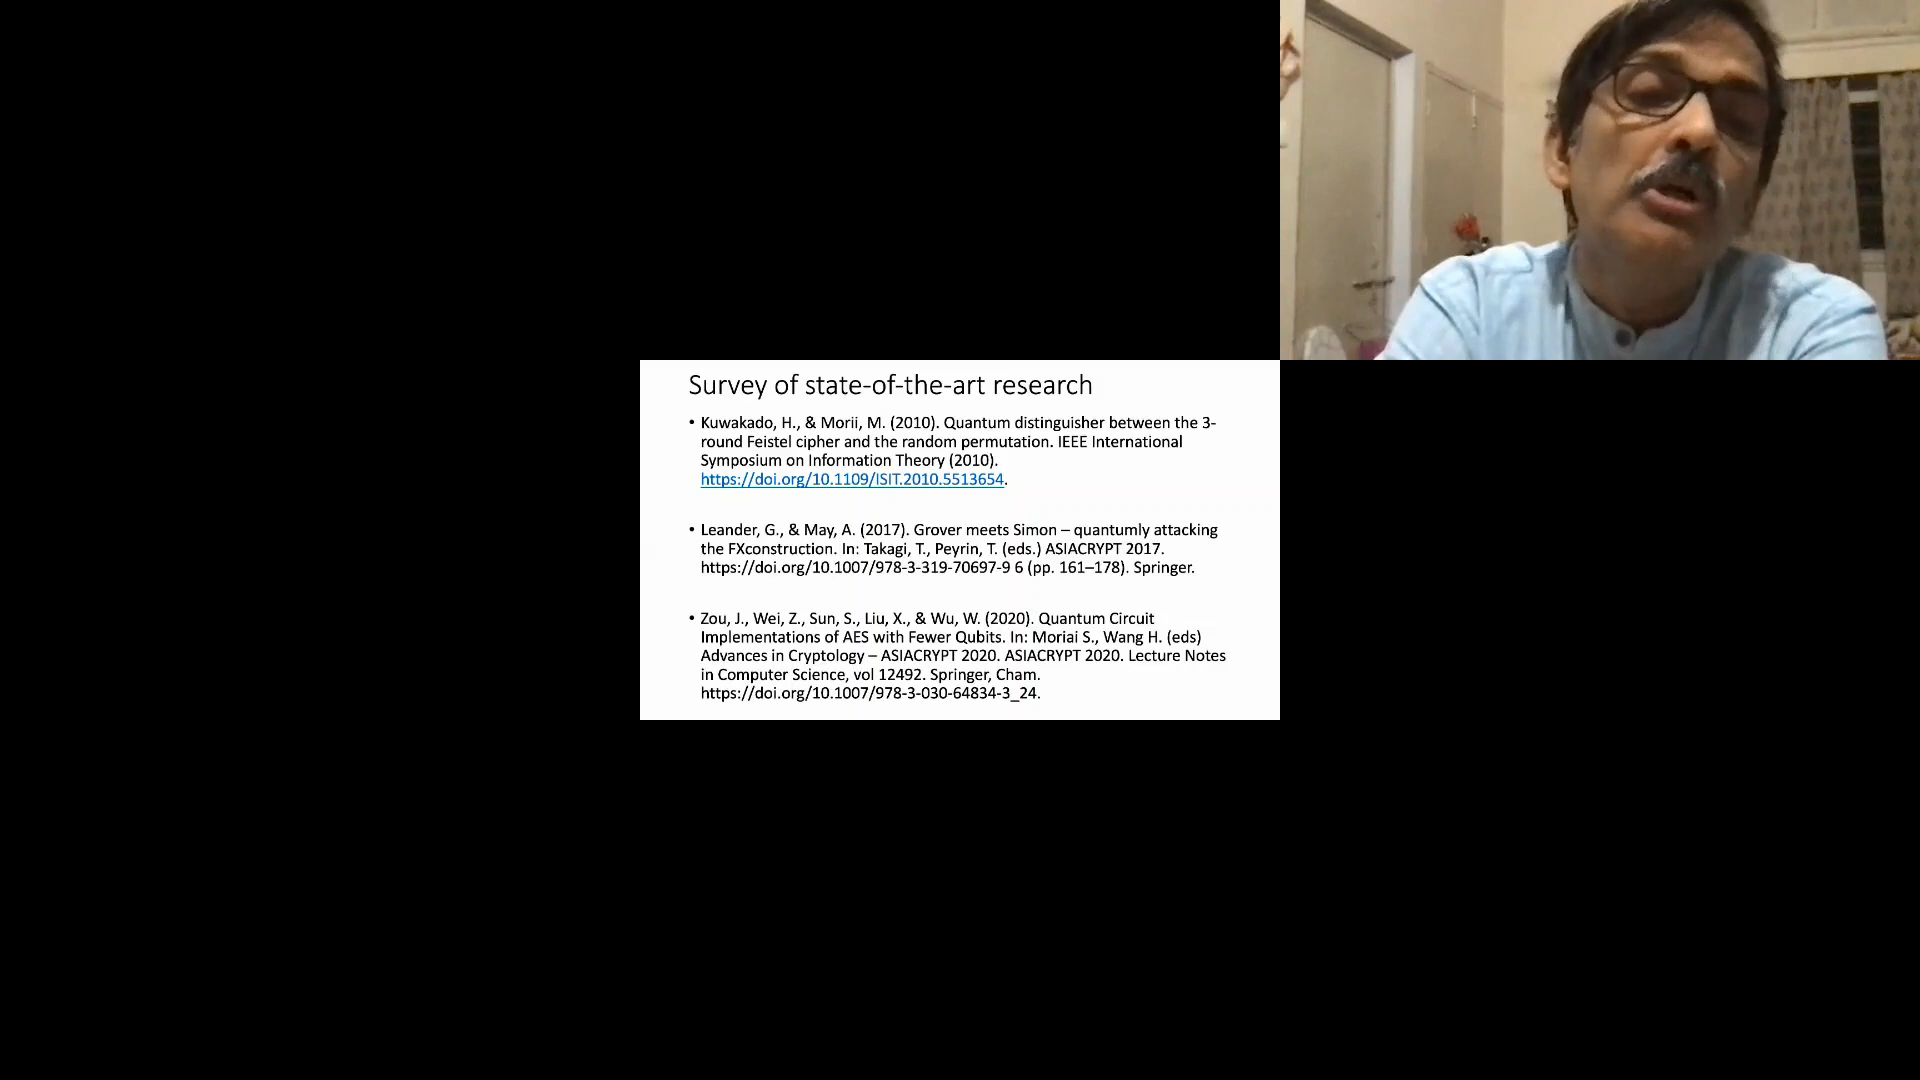 Survey of state-of-the-art research
• Kuwakado, H., & Morii, M. (2010). Quantum distinguisher between the 3-
round Feistel cipher and the random permutation. IEEE International
Symposium on Information Theory (2010).
https://doi.org/10.1109/ISIT.2010.5513654.
• Leander, G., & May, A. (2017). Grover meets Simon – quantumly attacking
the FXconstruction. In: Takagi, T., Peyrin, T. (eds.) ASIACRYPT 2017.
https://doi.org/10.1007/978-3-319-70697-9 6 (pp. 161–178). Springer.
• Zou, J., Wei, Z., Sun, S., Liu, X., & Wu, W. (2020). Quantum Circuit
Implementations of AES with Fewer Qubits. In: Moriai S., Wang H. (eds)
Advances in Cryptology – ASIACRYPT 2020. ASIACRYPT 2020. Lecture Notes
in Computer Science, vol 12492. Springer, Cham.
https://doi.org/10.1007/978-3-030-64834-3_24.